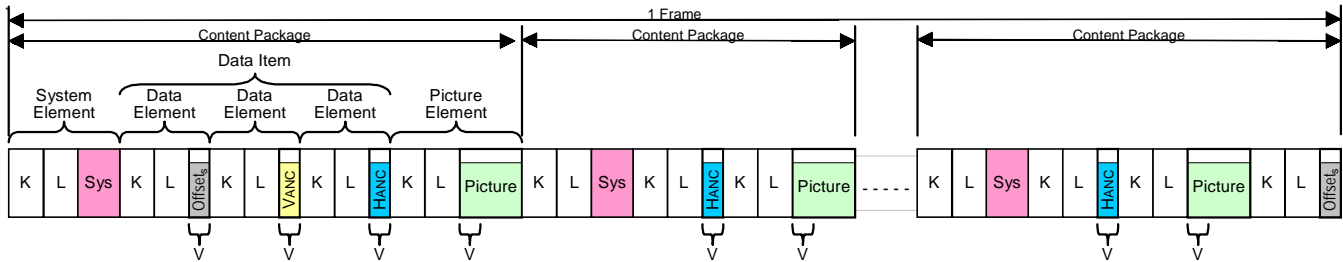 1 Frame
Content Package Content Package Content Package
Data Item
System Element Data Element Data Element Data Element Picture Element
K L Sys K L Offsets K L VANC K L HANC K L Picture K L Sys K L HANC K L Picture - - - - - K L Sys K L HANC K L Picture K L Offsets
V V V V V V V V